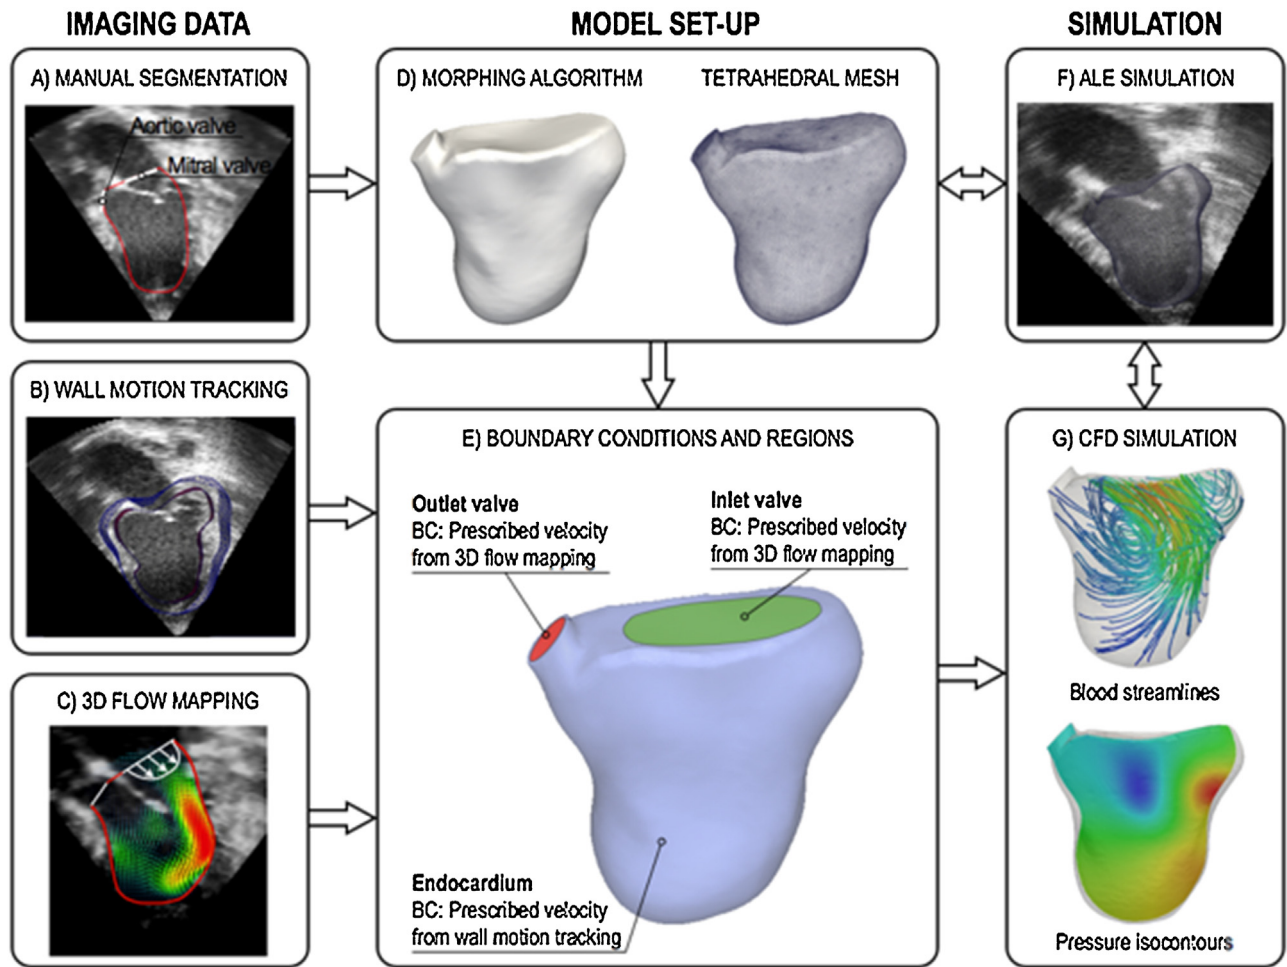 IMAGING DATA
MODEL SET-UP
SIMULATION
A) MANUAL SEGMENTATION
Aortic valve
Mitral valve
D) MORPHING ALGORITHM
TETRAHEDRAL MESH
F) ALE SIMULATION
B) WALL MOTION TRACKING
C) 3D FLOW MAPPING
E) BOUNDARY CONDITIONS AND REGIONS
Outlet valve
BC: Prescribed velocity
from 3D flow mapping
Inlet valve
BC: Prescribed velocity
from 3D flow mapping
Endocardium
BC: Prescribed velocity
from wall motion tracking
G) CFD SIMULATION
Blood streamlines
Pressure isocontours